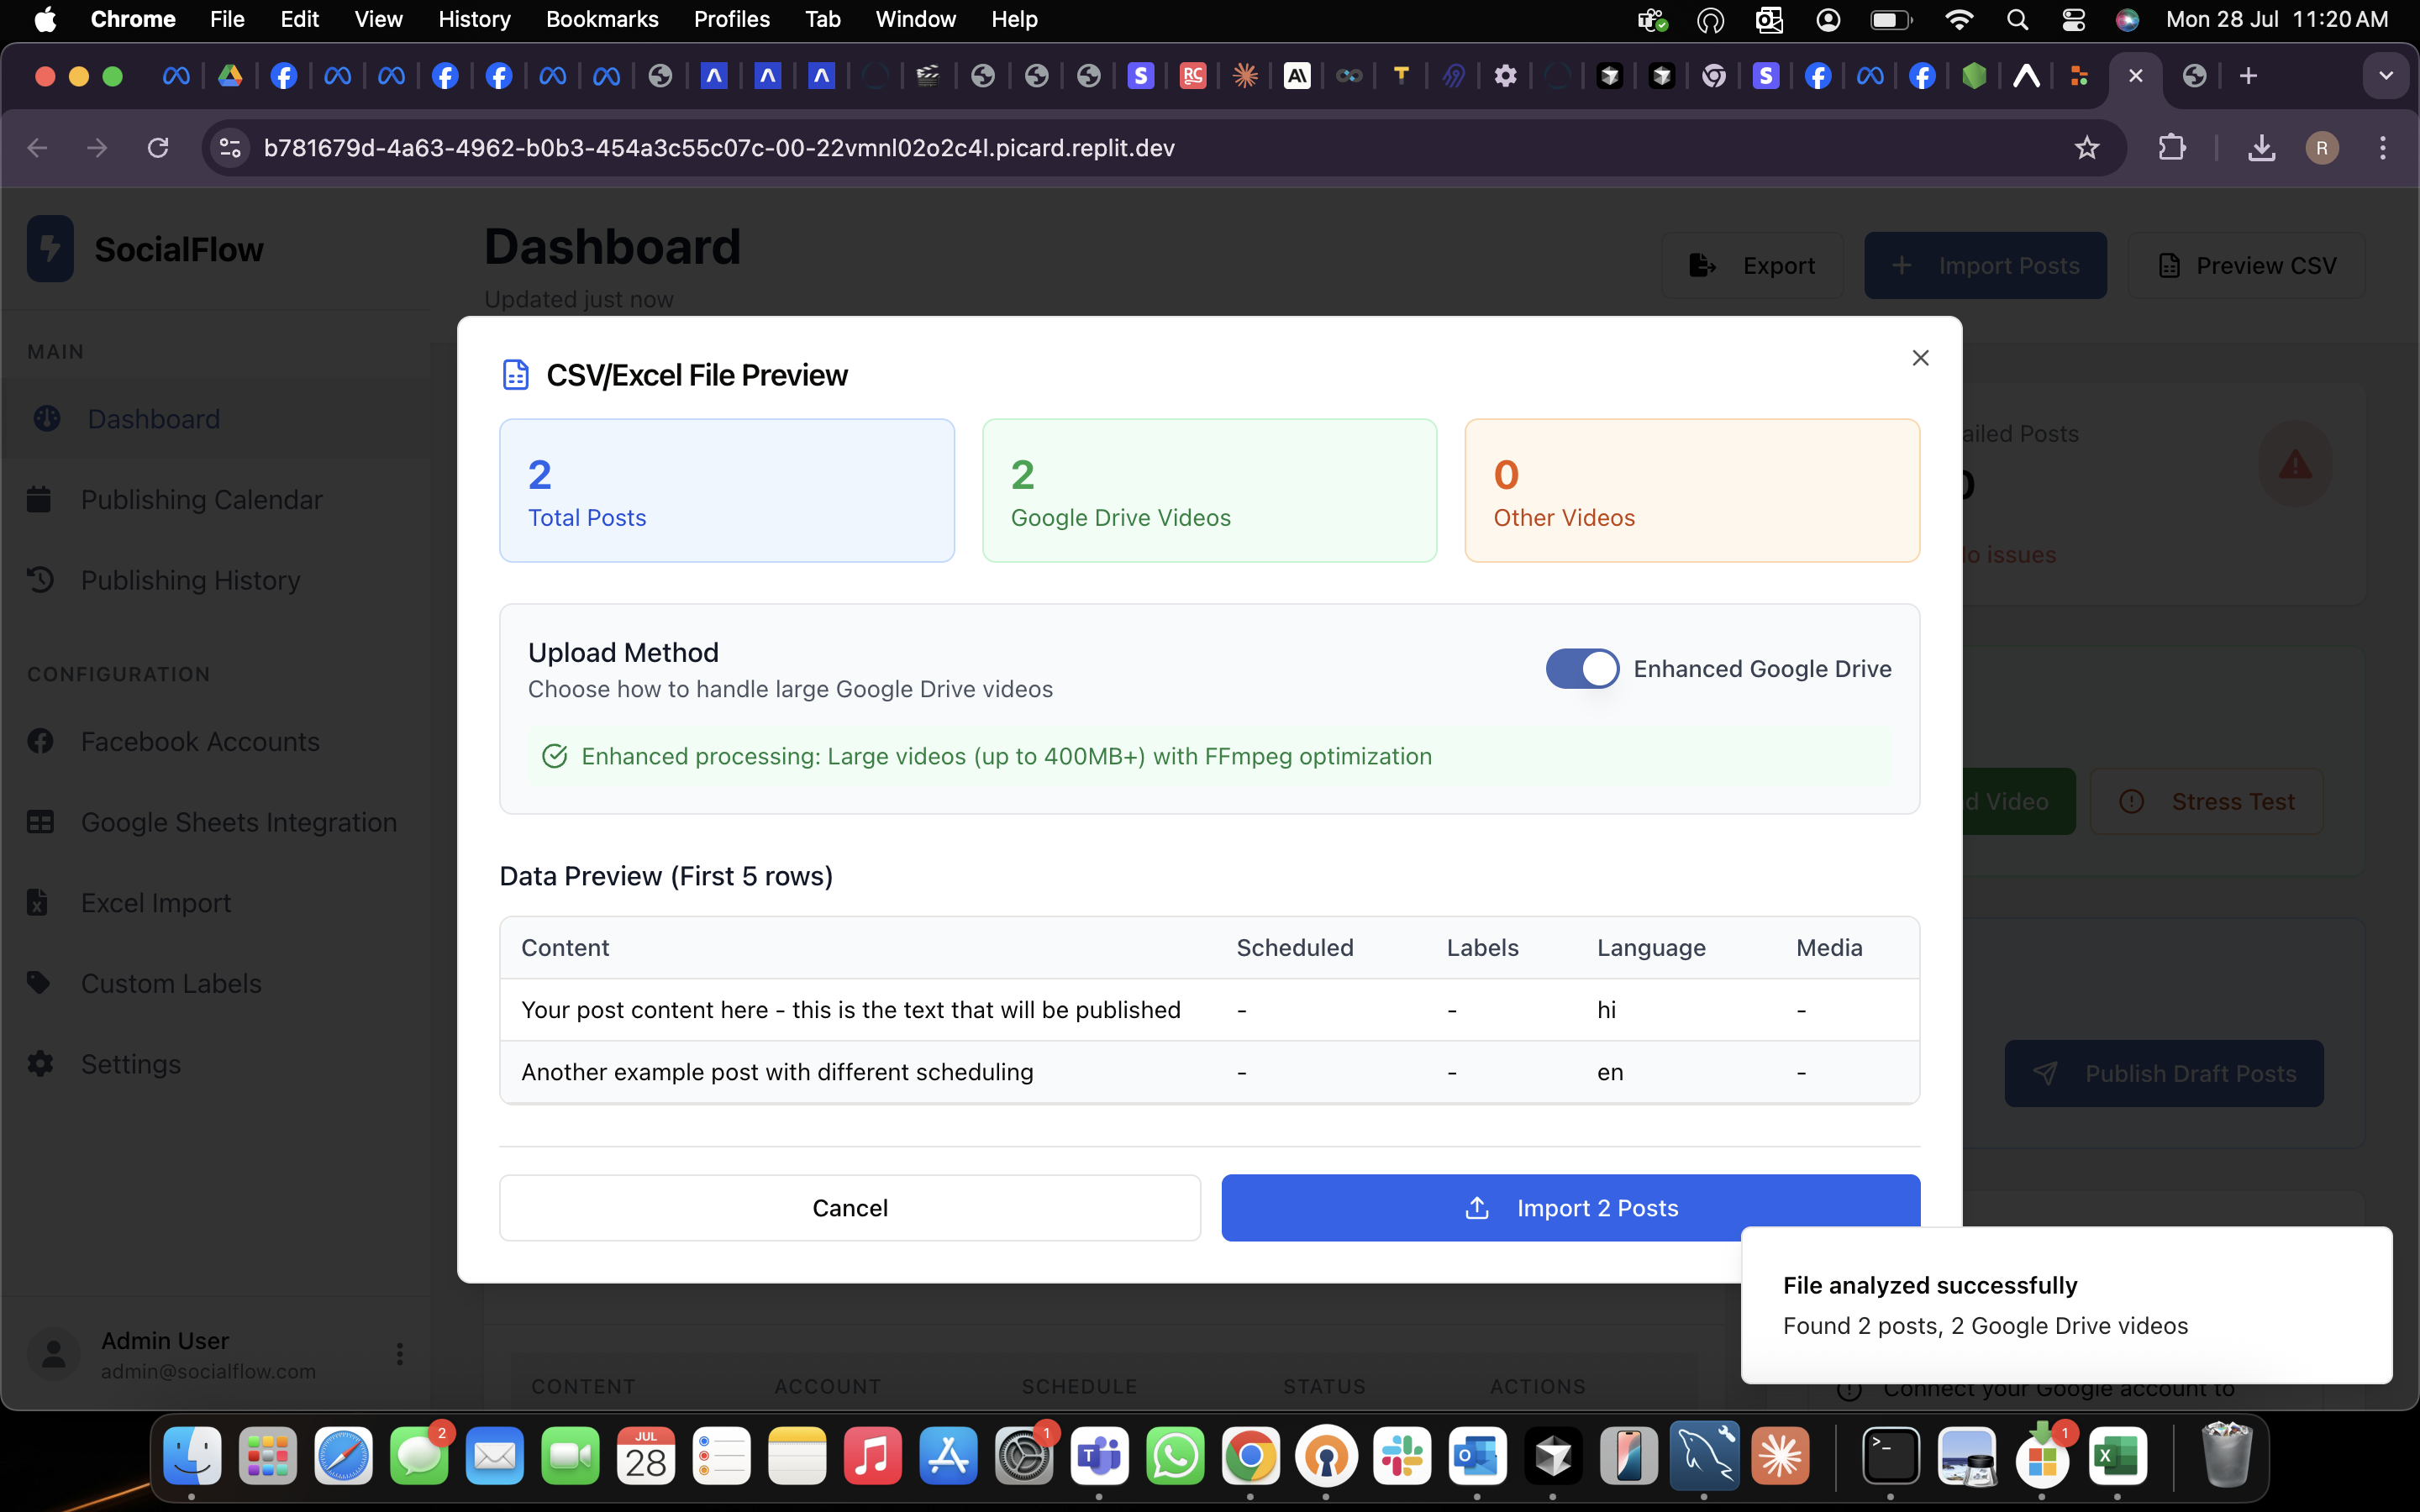 Chrome File Edit View History Bookmarks Profiles Tab Window Help Mon 28 Jul 11:20 AM
b781679d-4a63-4962-b0b3-454a3c55c07c-00-22vmnl02o2c4l.picard.replit.dev R
SocialFlow
Dashboard
Updated just now
Export
Import Posts
Preview CSV
MAIN
Dashboard
Publishing Calendar
Publishing History
CONFIGURATION
Facebook Accounts
Google Sheets Integration
Excel Import
Custom Labels
Settings
Admin User
admin@socialflow.com
CSV/Excel File Preview
2
Total Posts
2
Google Drive Videos
0
Other Videos
Upload Method
Choose how to handle large Google Drive videos
Enhanced Google Drive
Enhanced processing: Large videos (up to 400MB+) with FFmpeg optimization
Data Preview (First 5 rows)
Content Scheduled Labels Language Media
Your post content here - this is the text that will be published - - hi -
Another example post with different scheduling - - en -
Cancel
Import 2 Posts
ailed Posts
o issues
d Video
Stress Test
Publish Draft Posts
File analyzed successfully
Found 2 posts, 2 Google Drive videos
Connect your Google account to
CONTENT ACCOUNT SCHEDULE STATUS ACTIONS
2
JUL
28
1
1